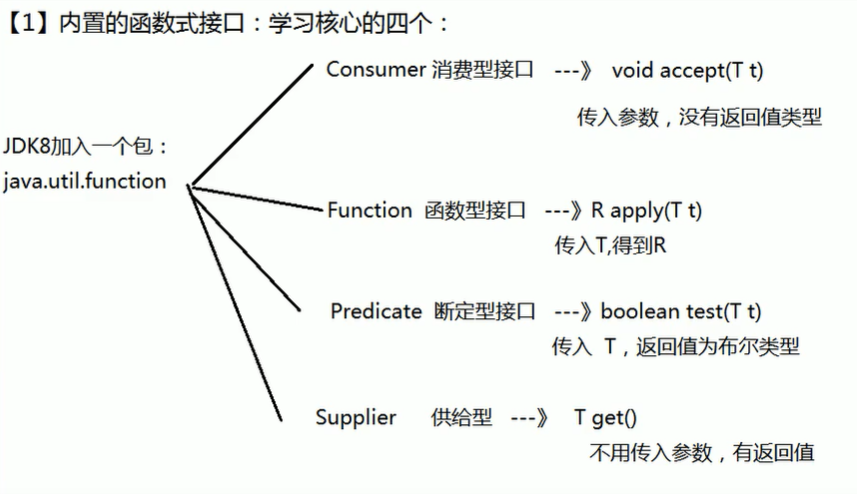 【1】内置的函数式接口：学习核心的四个：
Consumer 消费型接口 ---》 void accept(T t)
传入参数，没有返回值类型
JDK8加入一个包：
java.util.function
Function 函数型接口 ---》R apply(T t)
传入T,得到R
Predicate 断定型接口 ---》boolean test(T t)
传入 T，返回值为布尔类型
Supplier 供给型 ---》 T get()
不用传入参数，有返回值